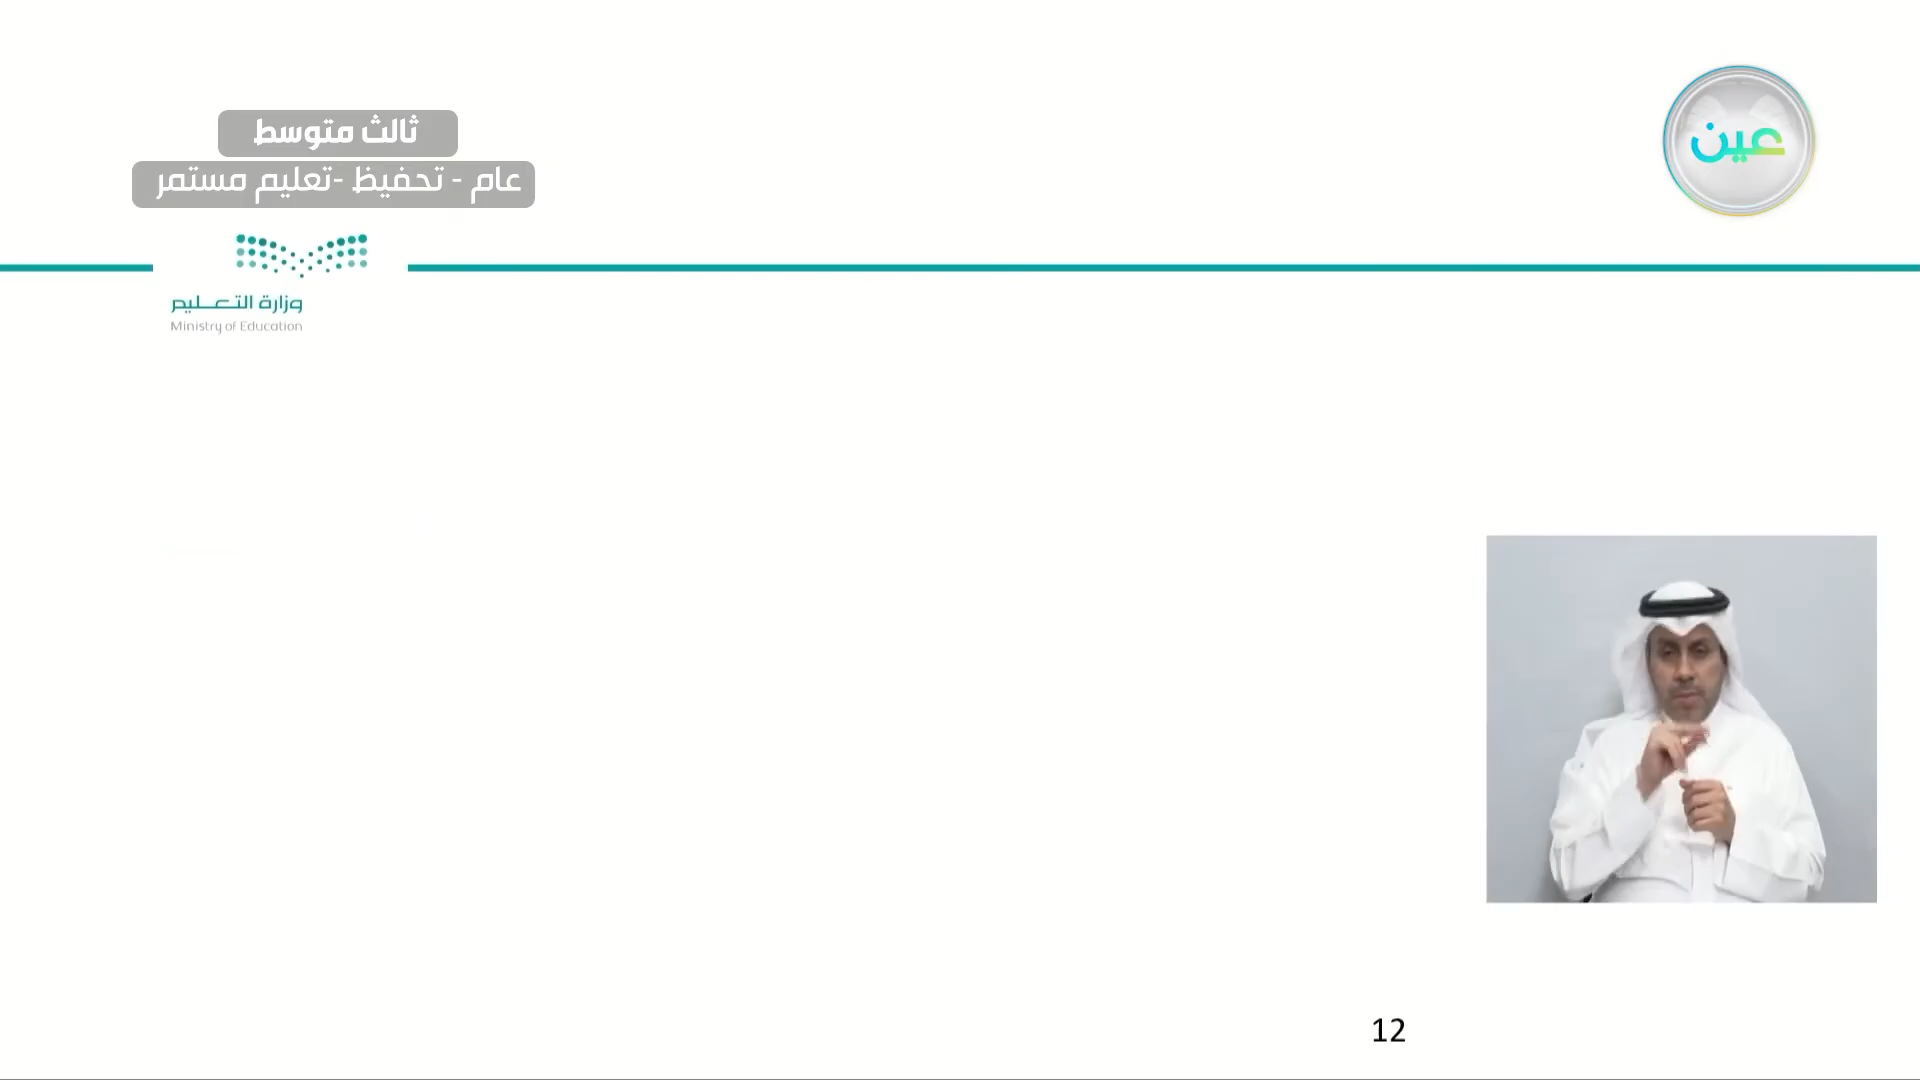 ثالث متوسط
عام - تحفيظ -تعليم مستمر
عين
وزارة التعليم
Ministry of Education
12